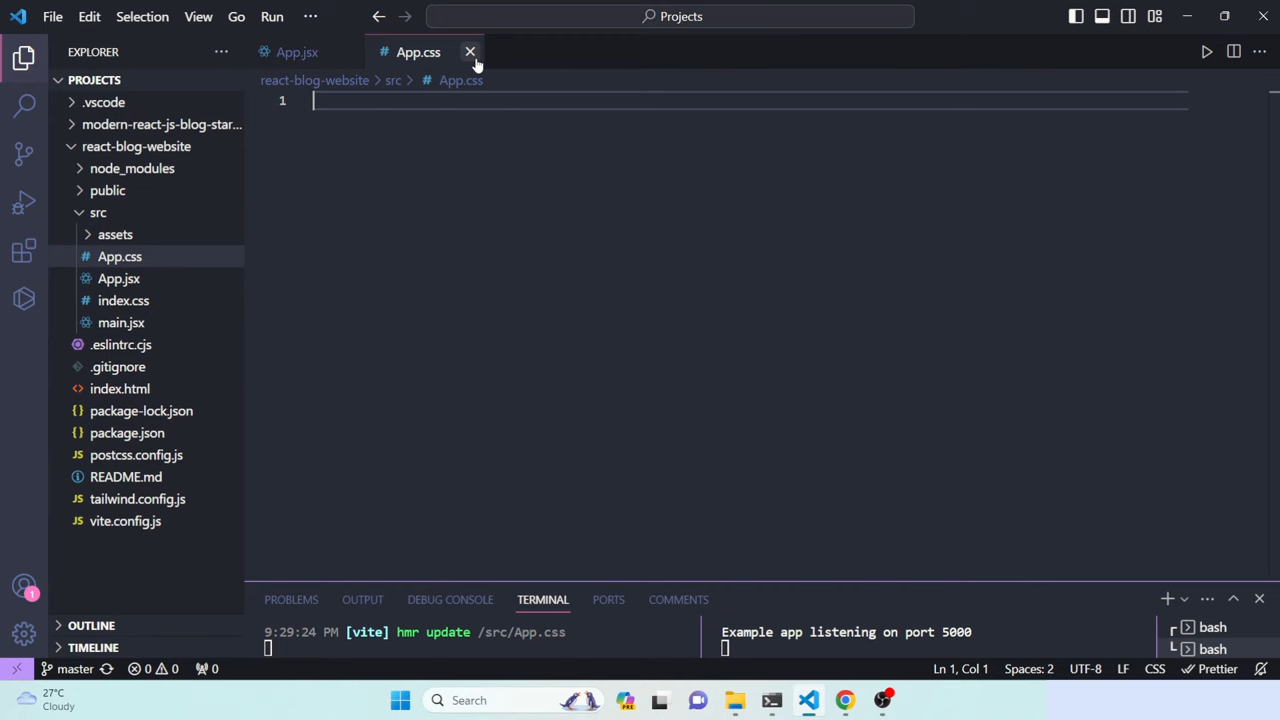 File Edit Selection View Go Run ··· Projects
EXPLORER ···
App.jsx
# App.css
PROJECTS
react-blog-website > src > # App.css
.vscode
modern-react-js-blog-star...
react-blog-website
node_modules
public
src
assets
# App.css
App.jsx
# index.css
main.jsx
.eslintrc.cjs
.gitignore
<> index.html
{} package-lock.json
{} package.json
JS postcss.config.js
README.md
JS tailwind.config.js
JS vite.config.js
OUTLINE
TIMELINE
1
1
PROBLEMS OUTPUT DEBUG CONSOLE TERMINAL PORTS COMMENTS
9:29:24 PM [vite] hmr update /src/App.css
Example app listening on port 5000
bash
bash
master 0 0 0
Ln 1, Col 1 Spaces: 2 UTF-8 LF CSS Prettier
27°C
Cloudy
Search
PRE